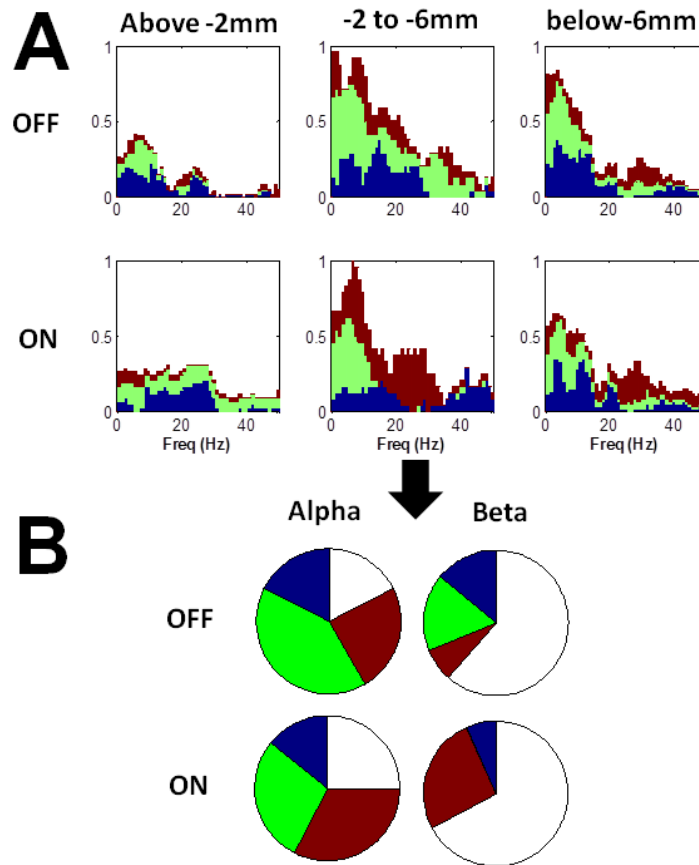 A
Above -2mm -2 to -6mm below-6mm
OFF
1 1 1
0.5 0.5 0.5
0 0 0
0 20 40 0 20 40 0 20 40
ON
1 1 1
0.5 0.5 0.5
0 0 0
0 20 40 0 20 40 0 20 40
Freq (Hz) Freq (Hz) Freq (Hz)
B
Alpha Beta
OFF
ON